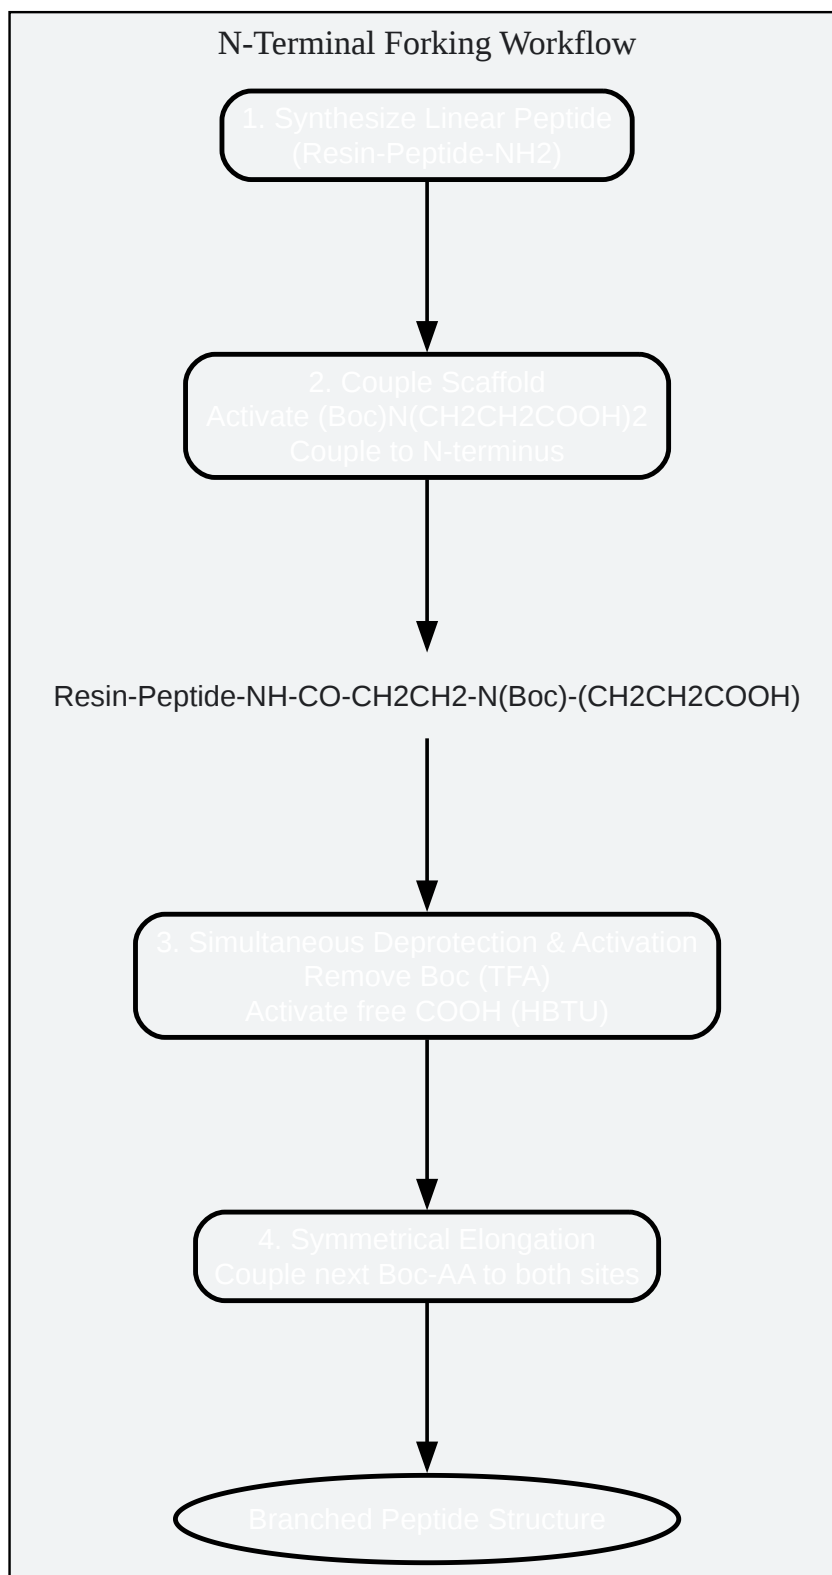 N-Terminal Forking Workflow
1. Synthesize Linear Peptide
(Resin-Peptide-NH2)
2. Couple Scaffold
Activate (Boc)N(CH2CH2COOH)2
Couple to N-terminus
Resin-Peptide-NH-CO-CH2CH2-N(Boc)-(CH2CH2COOH)
3. Simultaneous Deprotection & Activation
Remove Boc (TFA)
Activate free COOH (HBTU)
4. Symmetrical Elongation
Couple next Boc-AA to both sites
Branched Peptide Structure